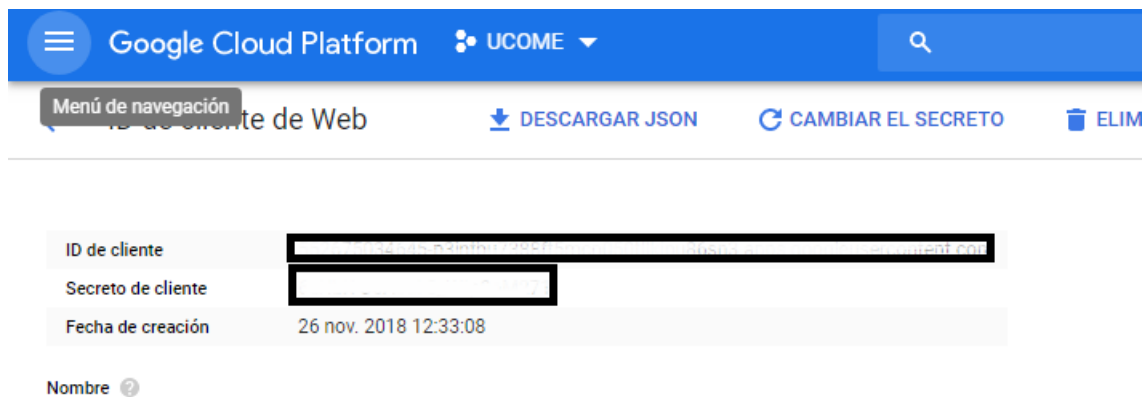 Google Cloud Platform UCOME
Menú de navegación
de Web DESCARGAR JSON CAMBIAR EL SECRETO ELIM
ID de cliente
Secreto de cliente
Fecha de creación 26 nov. 2018 12:33:08
Nombre